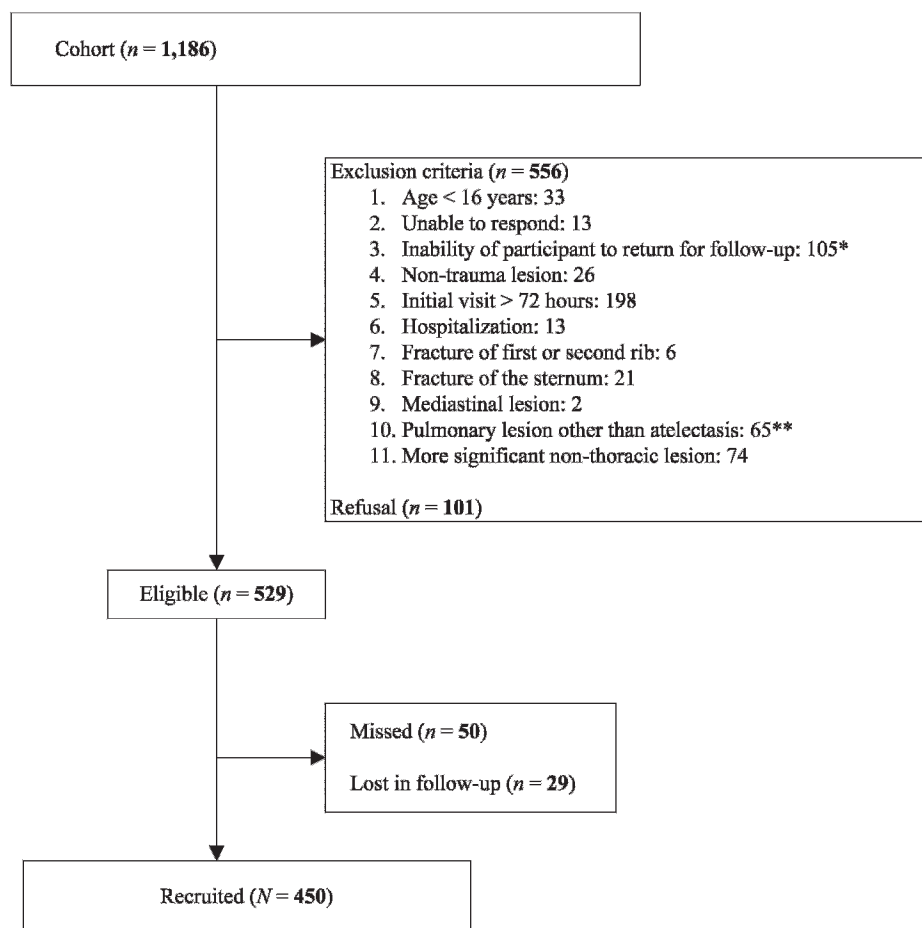 Cohort (n = 1,186)
Exclusion criteria (n = 556)
1. Age < 16 years: 33
2. Unable to respond: 13
3. Inability of participant to return for follow-up: 105*
4. Non-trauma lesion: 26
5. Initial visit > 72 hours: 198
6. Hospitalization: 13
7. Fracture of first or second rib: 6
8. Fracture of the sternum: 21
9. Mediastinal lesion: 2
10. Pulmonary lesion other than atelectasis: 65**
11. More significant non-thoracic lesion: 74
Refusal (n = 101)
Eligible (n = 529)
Missed (n = 50)
Lost in follow-up (n = 29)
Recruited (N = 450)